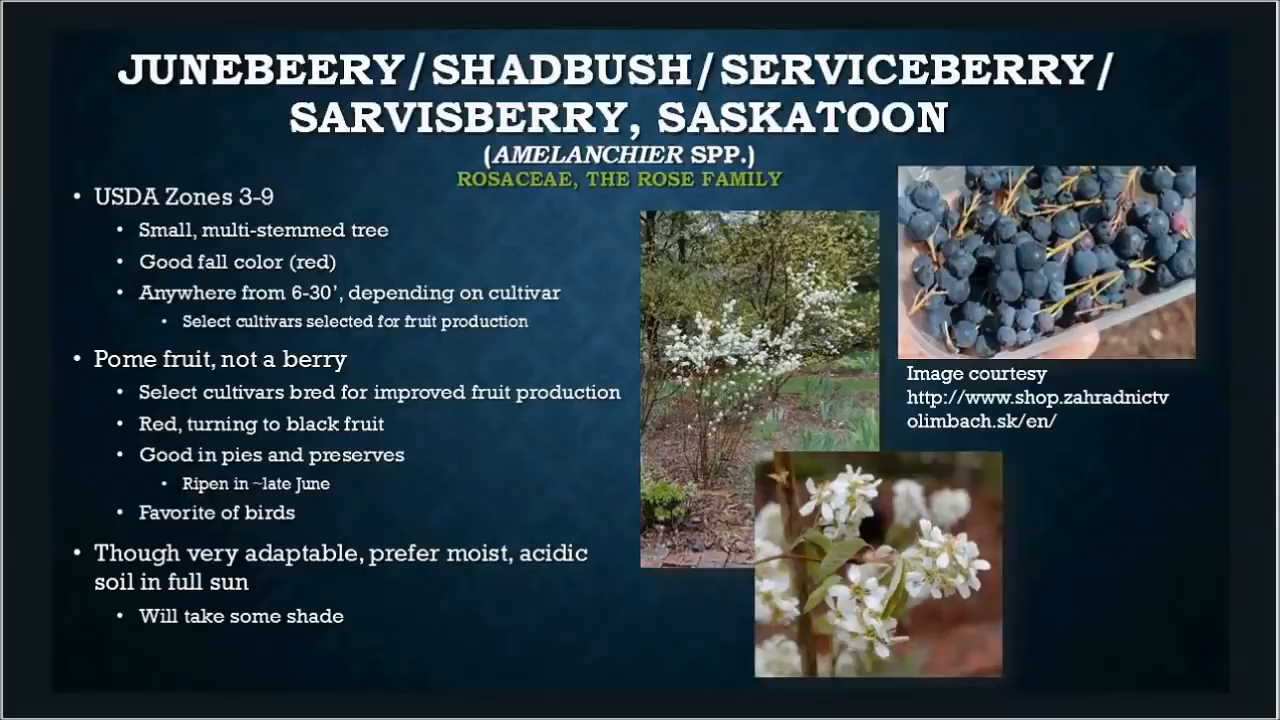 JUNEBEERY/SHADBUSH/SERVICEBERRY/
SARVISBERRY, SASKATOON
(AMELANCHIER SPP.)
ROSACEAE, THE ROSE FAMILY
• USDA Zones 3-9
• Small, multi-stemmed tree
• Good fall color (red)
• Anywhere from 6-30', depending on cultivar
• Select cultivars selected for fruit production
• Pome fruit, not a berry
• Select cultivars bred for improved fruit production
• Red, turning to black fruit
• Good in pies and preserves
• Ripen in ~late June
• Favorite of birds
• Though very adaptable, prefer moist, acidic
soil in full sun
• Will take some shade
Image courtesy
http://www.shop.zahradnictv
olimbach.sk/en/